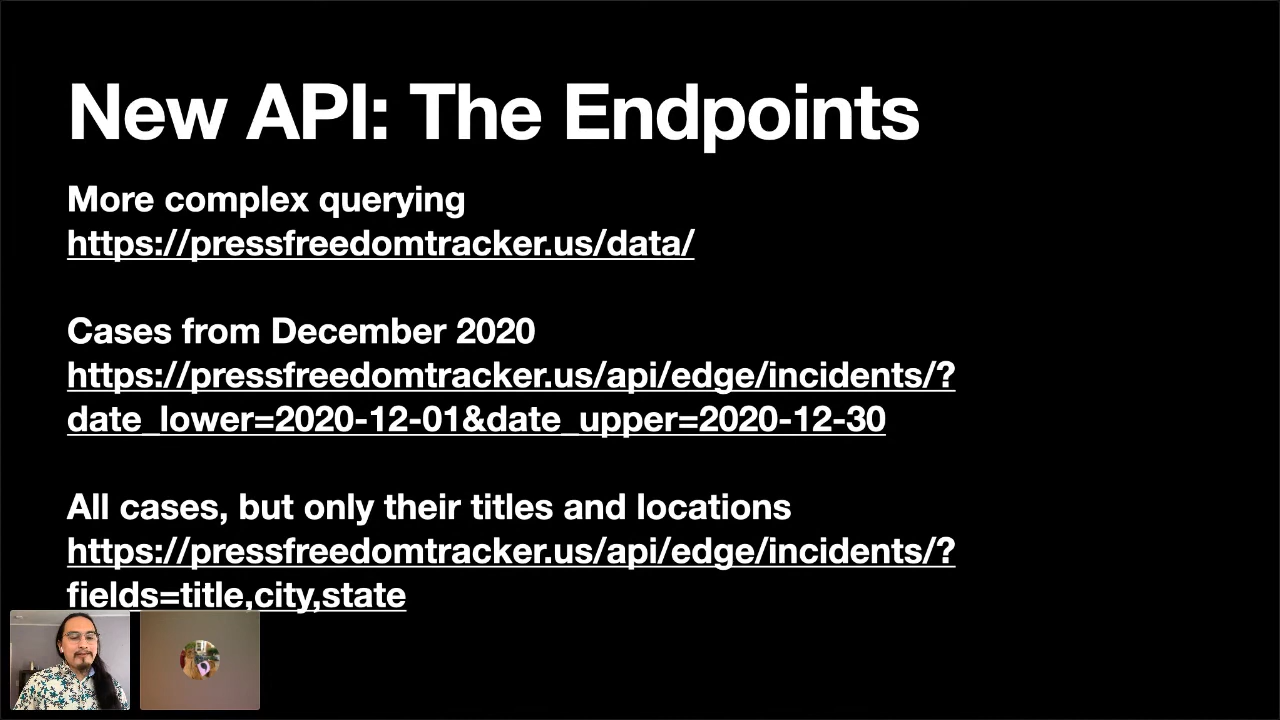 New API: The Endpoints
More complex querying
https://pressfreedomtracker.us/data/
Cases from December 2020
https://pressfreedomtracker.us/api/edge/incidents/?
date_lower=2020-12-01&date_upper=2020-12-30
All cases, but only their titles and locations
https://pressfreedomtracker.us/api/edge/incidents/?
fields=title,city,state